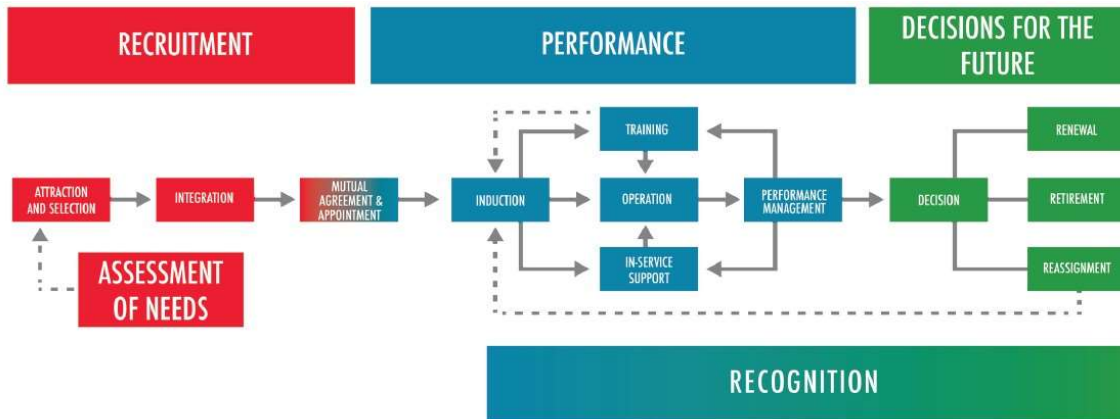 RECRUITMENT
PERFORMANCE
DECISIONS FOR THE
FUTURE
TRAINING
RENEWAL
ATTRACTION
AND SELECTION
INTEGRATION
MUTUAL
AGREEMENT &
APPOINTMENT
INDUCTION
OPERATION
PERFORMANCE
MANAGEMENT
DECISION
RETIREMENT
ASSESSMENT
OF NEEDS
IN-SERVICE
SUPPORT
REASSIGNMENT
RECOGNITION